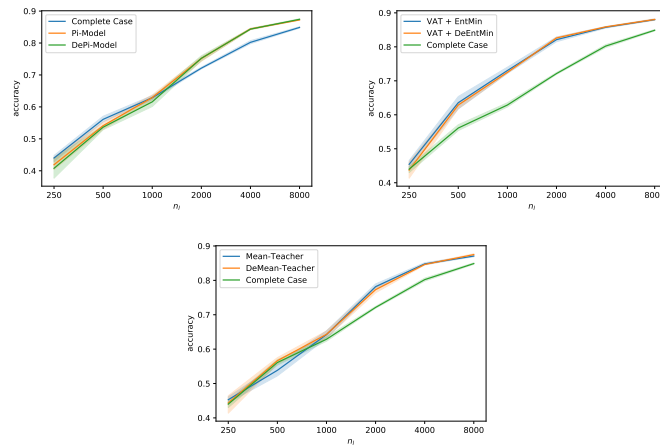 0.9
0.8
0.7
0.6
0.5
0.4
accuracy
Complete Case
Pi-Model
DePi-Model
250 500 1000 2000 4000 8000
n_l
0.9
0.8
0.7
0.6
0.5
0.4
accuracy
VAT + EntMin
VAT + DeEntMin
Complete Case
250 500 1000 2000 4000 8000
n_l
0.9
0.8
0.7
0.6
0.5
0.4
accuracy
Mean-Teacher
DeMean-Teacher
Complete Case
250 500 1000 2000 4000 8000
n_l